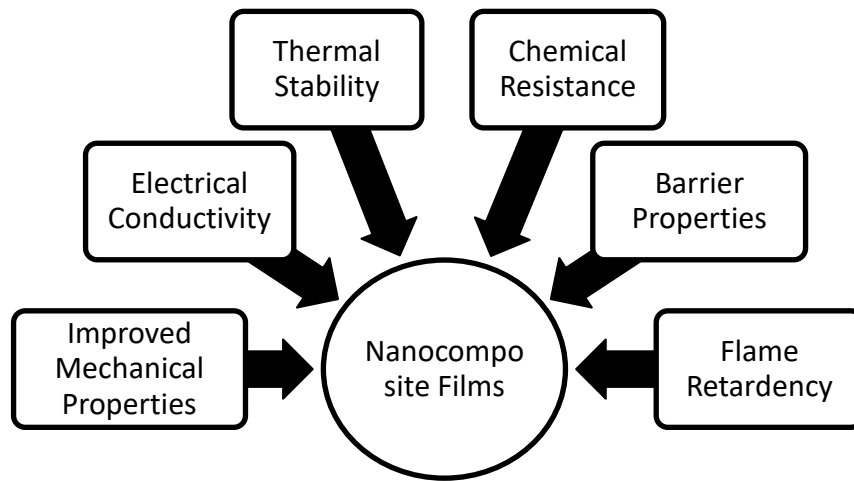 Thermal
Stability
Chemical
Resistance
Electrical
Conductivity
Barrier
Properties
Improved
Mechanical
Properties
Nanocompo
site Films
Flame
Retardency